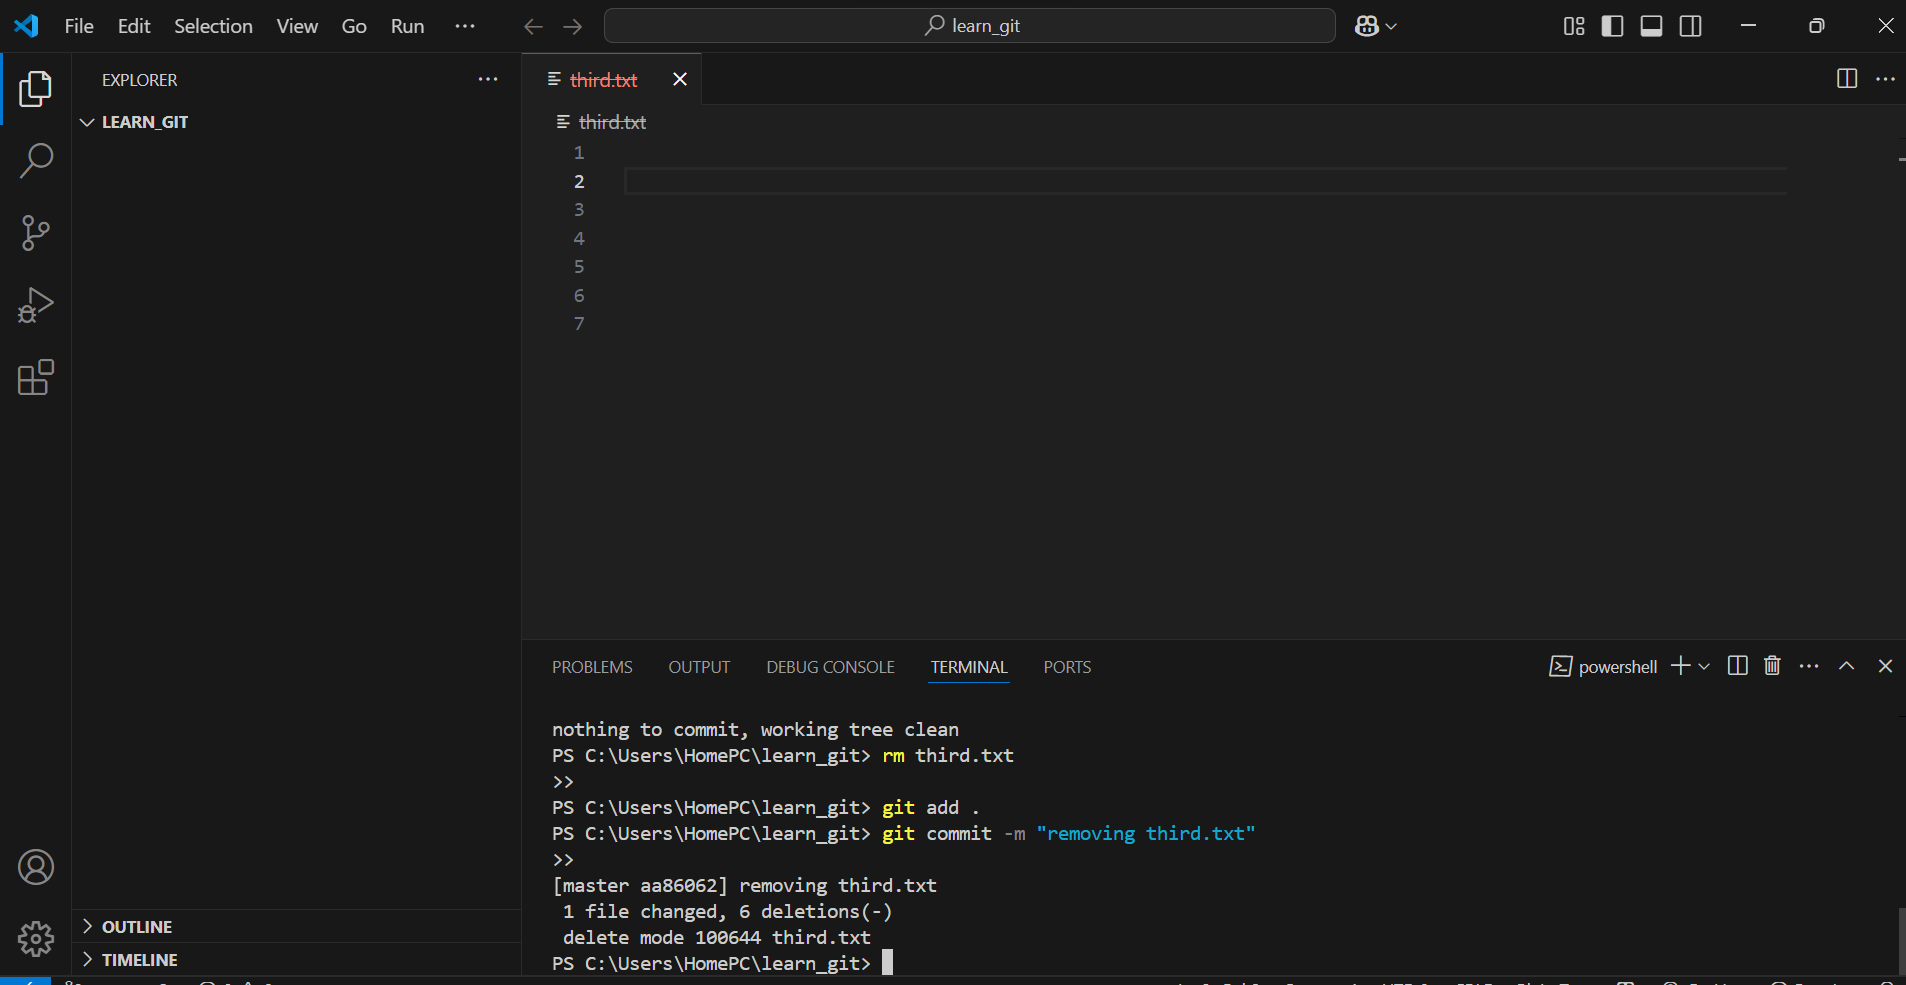 File Edit Selection View Go Run ··· learn_git
EXPLORER ···
LEARN_GIT
third.txt
third.txt
1
2
3
4
5
6
7
PROBLEMS OUTPUT DEBUG CONSOLE TERMINAL PORTS powershell
nothing to commit, working tree clean
PS C:\Users\HomePC\learn_git> rm third.txt
>>
PS C:\Users\HomePC\learn_git> git add .
PS C:\Users\HomePC\learn_git> git commit -m "removing third.txt"
>>
[master aa86062] removing third.txt
1 file changed, 6 deletions(-)
delete mode 100644 third.txt
PS C:\Users\HomePC\learn_git>
OUTLINE
TIMELINE